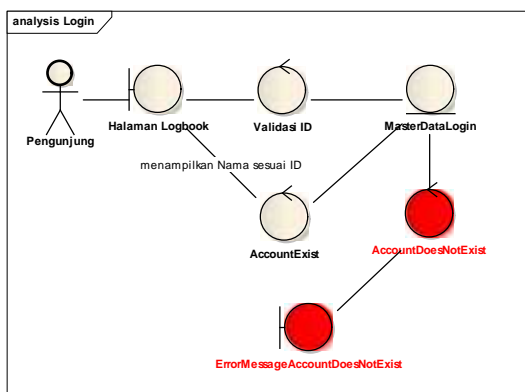 analysis Login
Pengunjung
Halaman Logbook
Validasi ID
MasterDataLogin
menampilkan Nama sesuai ID
AccountExist
AccountDoesNotExist
ErrorMessageAccountDoesNotExist